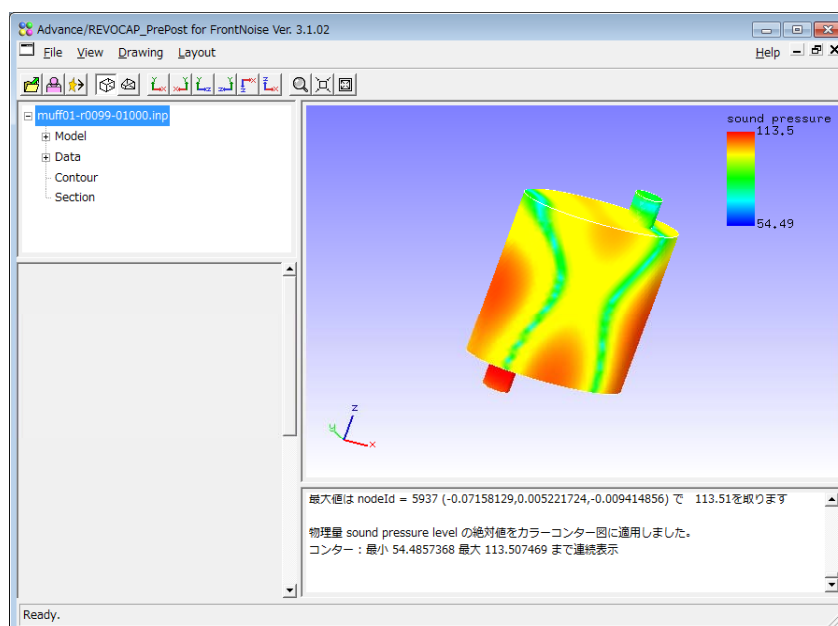 Advance/REVOCAP_PrePost for FrontNoise Ver. 3.1.02
File View Drawing Layout Help
muff01-r0099-01000.inp
Model
Data
Contour
Section
sound pressure
113.5
54.49
z
y
x
最大値は nodeId = 5937 (-0.07158129,0.005221724,-0.009414856) で 113.51を取ります
物理量 sound pressure level の絶対値をカラーコンター図に適用しました。
コンター : 最小 54.4857368 最大 113.507469 まで連続表示
Ready.